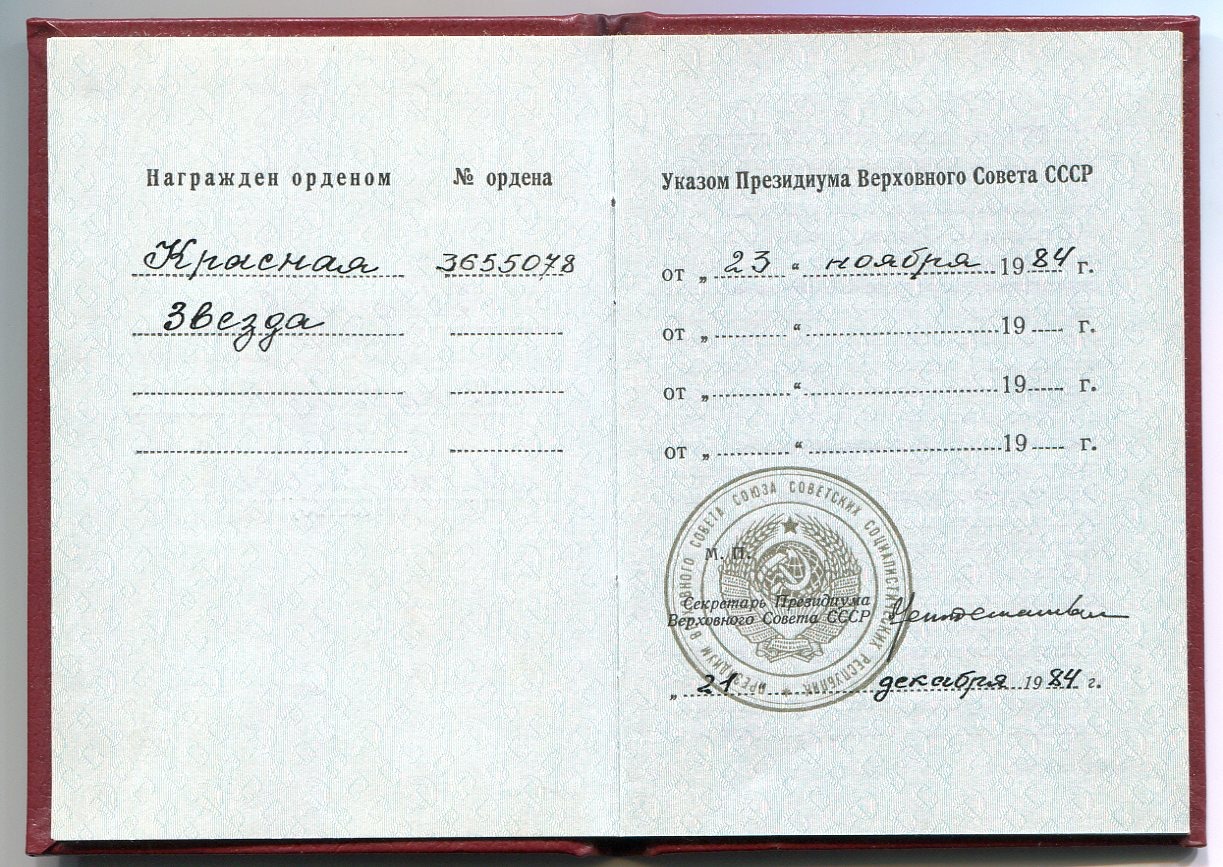 Награжден орденом
№ ордена
Красная
3655078
Звезда
Указом Президиума Верховного Совета СССР
от „ 23 “ ноября 1984 г.
от „ “ 19 г.
от „ “ 19 г.
от „ “ 19 г.
ПРЕЗИДИУМ ВЕРХОВНОГО СОВЕТА СОЮЗА СОВЕТСКИХ СОЦИАЛИСТИЧЕСКИХ РЕСПУБЛИК
М. П.
Секретарь Президиума
Верховного Совета СССР
„ 21 декабря 1984 г.